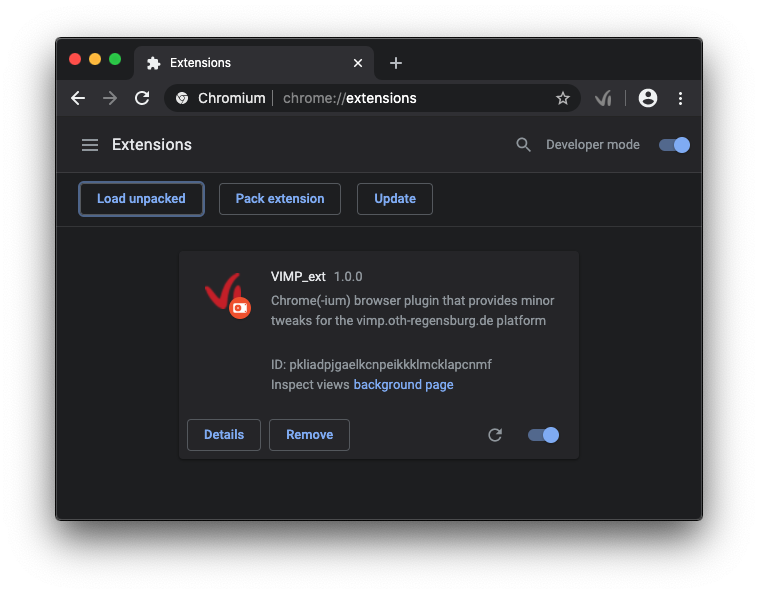 Extensions
Chromium | chrome://extensions
Extensions Developer mode
Load unpacked Pack extension Update
VIMP_ext 1.0.0
Chrome(-ium) browser plugin that provides minor
tweaks for the vimp.oth-regensburg.de platform
ID: pkliadpjgaelkcnpeikkklmcklapcnmf
Inspect views background page
Details Remove